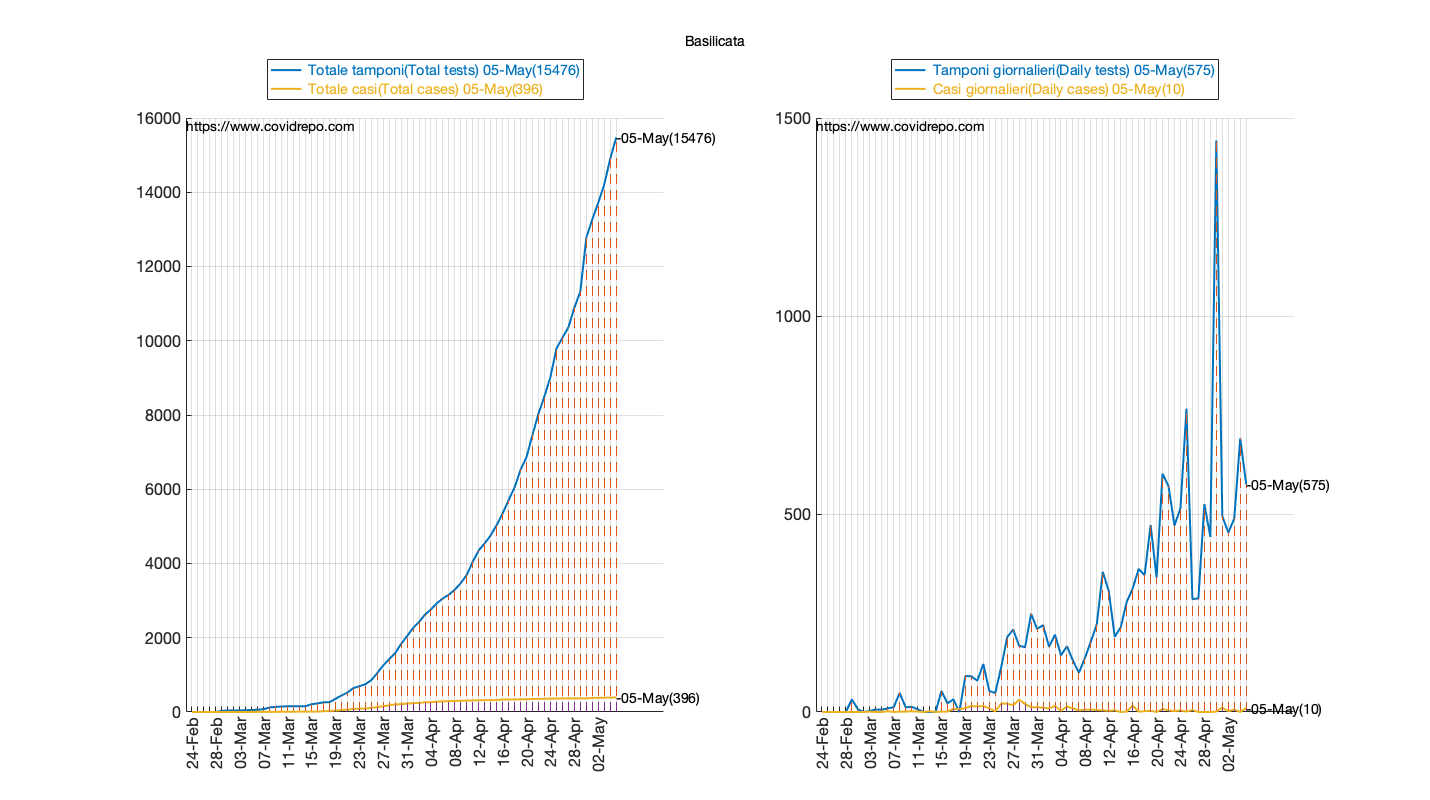 Basilicata
Totale tamponi(Total tests) 05-May(15476)
Totale casi(Total cases) 05-May(396)
https://www.covidrepo.com
16000
14000
12000
10000
8000
6000
4000
2000
0
05-May(15476)
05-May(396)
24-Feb
28-Feb
03-Mar
07-Mar
11-Mar
15-Mar
19-Mar
23-Mar
27-Mar
31-Mar
04-Apr
08-Apr
12-Apr
16-Apr
20-Apr
24-Apr
28-Apr
02-May
Tamponi giornalieri(Daily tests) 05-May(575)
Casi giornalieri(Daily cases) 05-May(10)
https://www.covidrepo.com
1500
1000
500
0
05-May(575)
05-May(10)
24-Feb
28-Feb
03-Mar
07-Mar
11-Mar
15-Mar
19-Mar
23-Mar
27-Mar
31-Mar
04-Apr
08-Apr
12-Apr
16-Apr
20-Apr
24-Apr
28-Apr
02-May